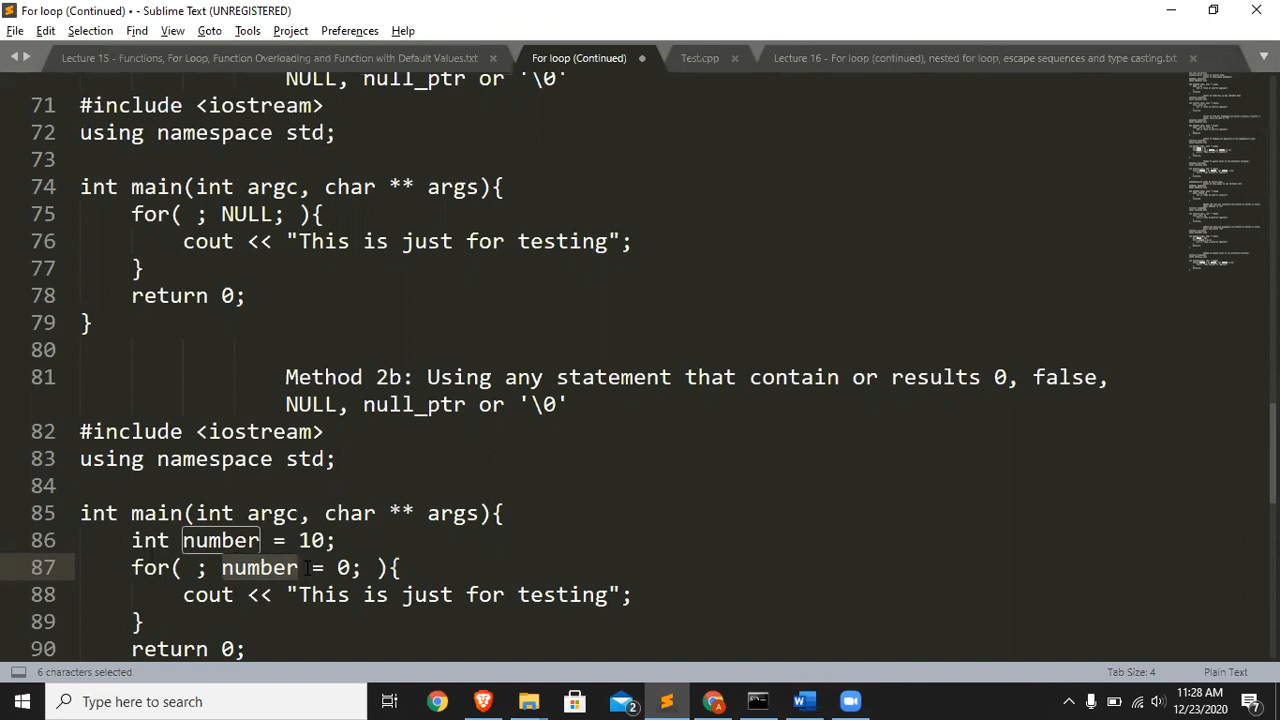 For loop (Continued) • - Sublime Text (UNREGISTERED)
File Edit Selection Find View Goto Tools Project Preferences Help
Lecture 15 - Functions, For Loop, Function Overloading and Function with Default Values.txt For loop (Continued) Test.cpp Lecture 16 - For loop (continued), nested for loop, escape sequences and type casting.txt
NULL, null_ptr or '\0'
71 #include <iostream>
72 using namespace std;
73
74 int main(int argc, char ** args){
75 for( ; NULL; ){
76 cout << "This is just for testing";
77 }
78 return 0;
79 }
80
81 Method 2b: Using any statement that contain or results 0, false,
NULL, null_ptr or '\0'
82 #include <iostream>
83 using namespace std;
84
85 int main(int argc, char ** args){
86 int number = 10;
87 for( ; number = 0; ){
88 cout << "This is just for testing";
89 }
90 return 0;
6 characters selected. Tab Size: 4 Plain Text
Type here to search
2
11:28 AM
12/23/2020
7